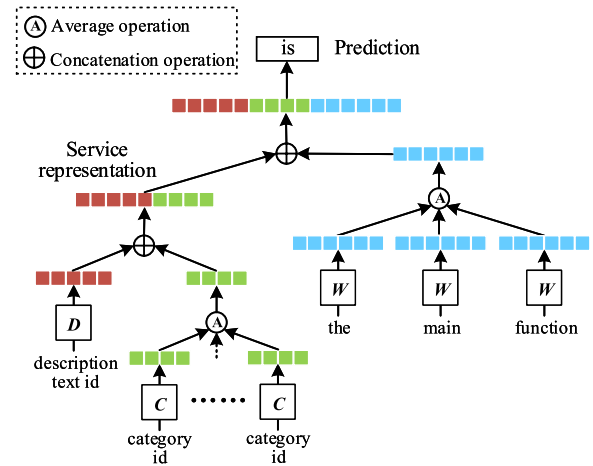 A Average operation
Concatenation operation
is Prediction
Service
representation
A
D
W W W
the main function
description
text id
A
C ...... C
category
id
category
id